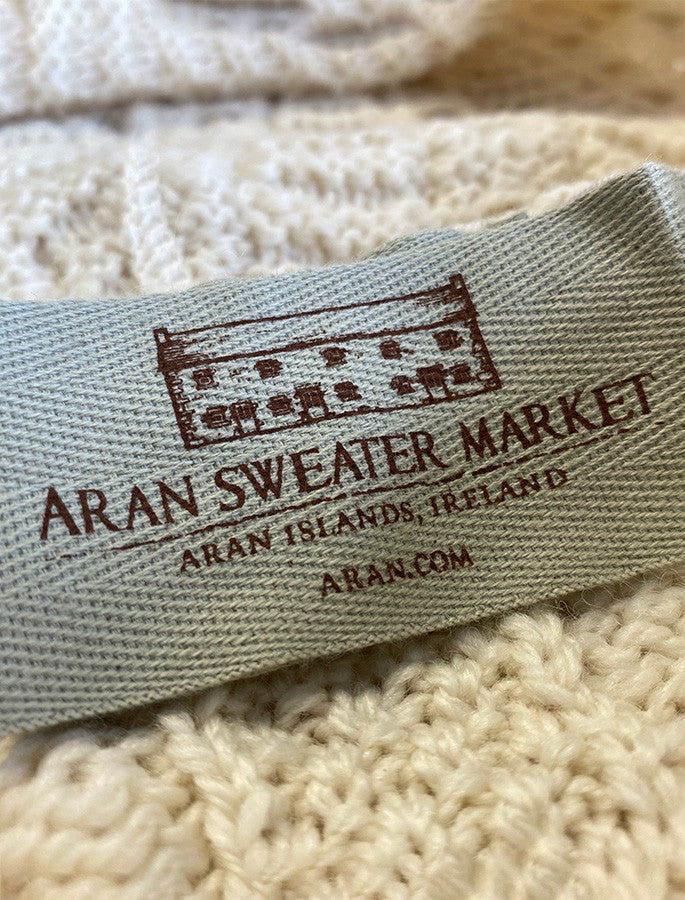 ARAN SWEATER MARKET
ARAN ISLANDS, IRELAND
ARAN.COM